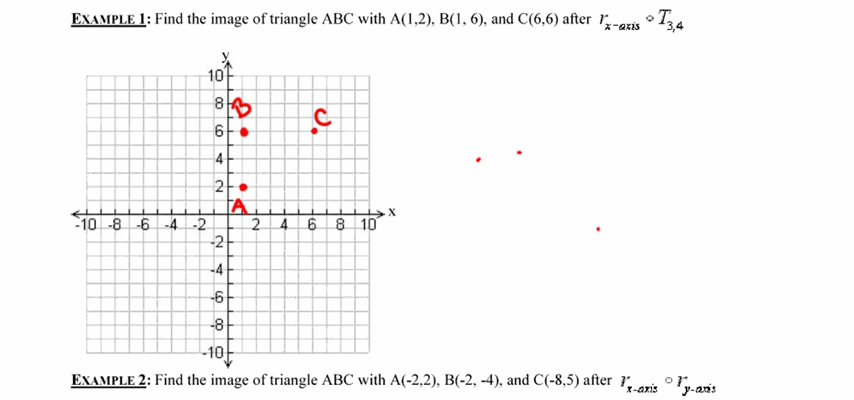 EXAMPLE 1: Find the image of triangle ABC with A(1,2), B(1, 6), and C(6,6) after r x-axis ∘ T 3,4
y
10
8 B
C
6
4
2
A
x
-10 -8 -6 -4 -2 2 4 6 8 10
-2
-4
-6
-8
-10
EXAMPLE 2: Find the image of triangle ABC with A(-2,2), B(-2, -4), and C(-8,5) after r x-axis ∘ r y-axis